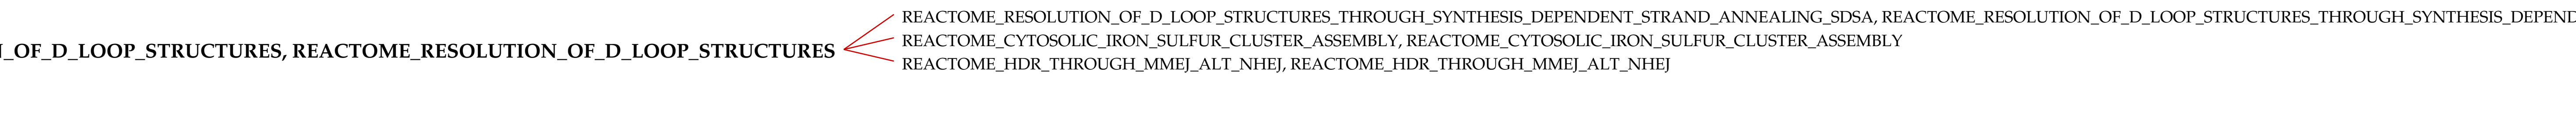 REACTOME_RESOLUTION_OF_D_LOOP_STRUCTURES_THROUGH_SYNTHESIS_DEPENDENT_STRAND_ANNEALING_SDSA, REACTOME_RESOLUTION_OF_D_LOOP_STRUCTURES_THROUGH_SYNTHESIS_DEPEND
REACTOME_CYTOSOLIC_IRON_SULFUR_CLUSTER_ASSEMBLY, REACTOME_CYTOSOLIC_IRON_SULFUR_CLUSTER_ASSEMBLY
_OF_D_LOOP_STRUCTURES, REACTOME_RESOLUTION_OF_D_LOOP_STRUCTURES
REACTOME_HDR_THROUGH_MMEJ_ALT_NHEJ, REACTOME_HDR_THROUGH_MMEJ_ALT_NHEJ